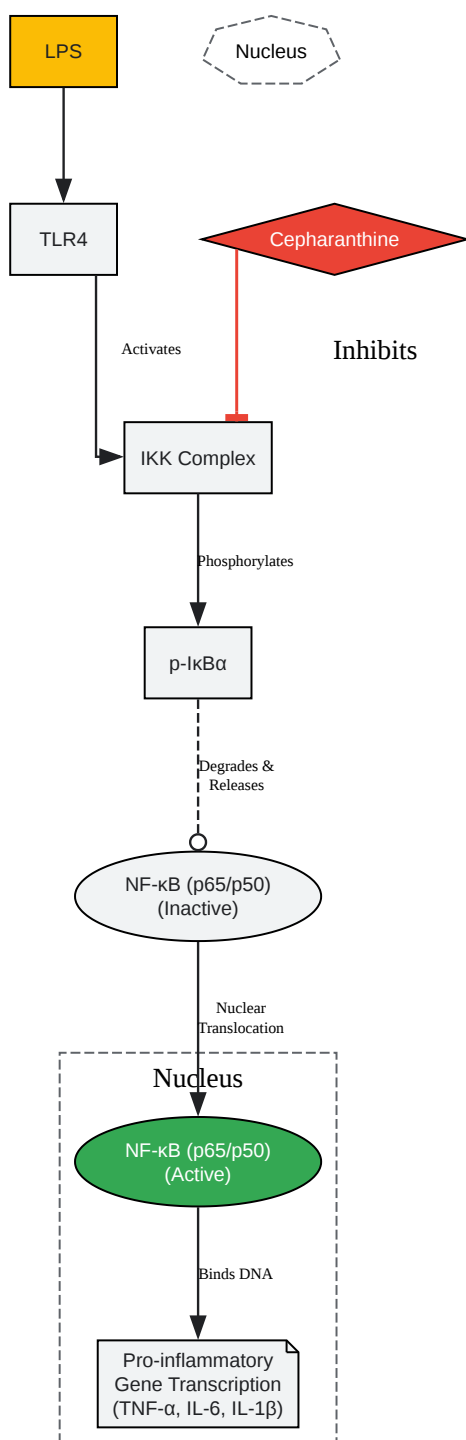 LPS
Nucleus
TLR4
Cepharanthine
Activates
Inhibits
IKK Complex
Phosphorylates
p-IκBα
Degrades &
Releases
NF-κB (p65/p50)
(Inactive)
Nuclear
Translocation
Nucleus
NF-κB (p65/p50)
(Active)
Binds DNA
Pro-inflammatory
Gene Transcription
(TNF-α, IL-6, IL-1β)